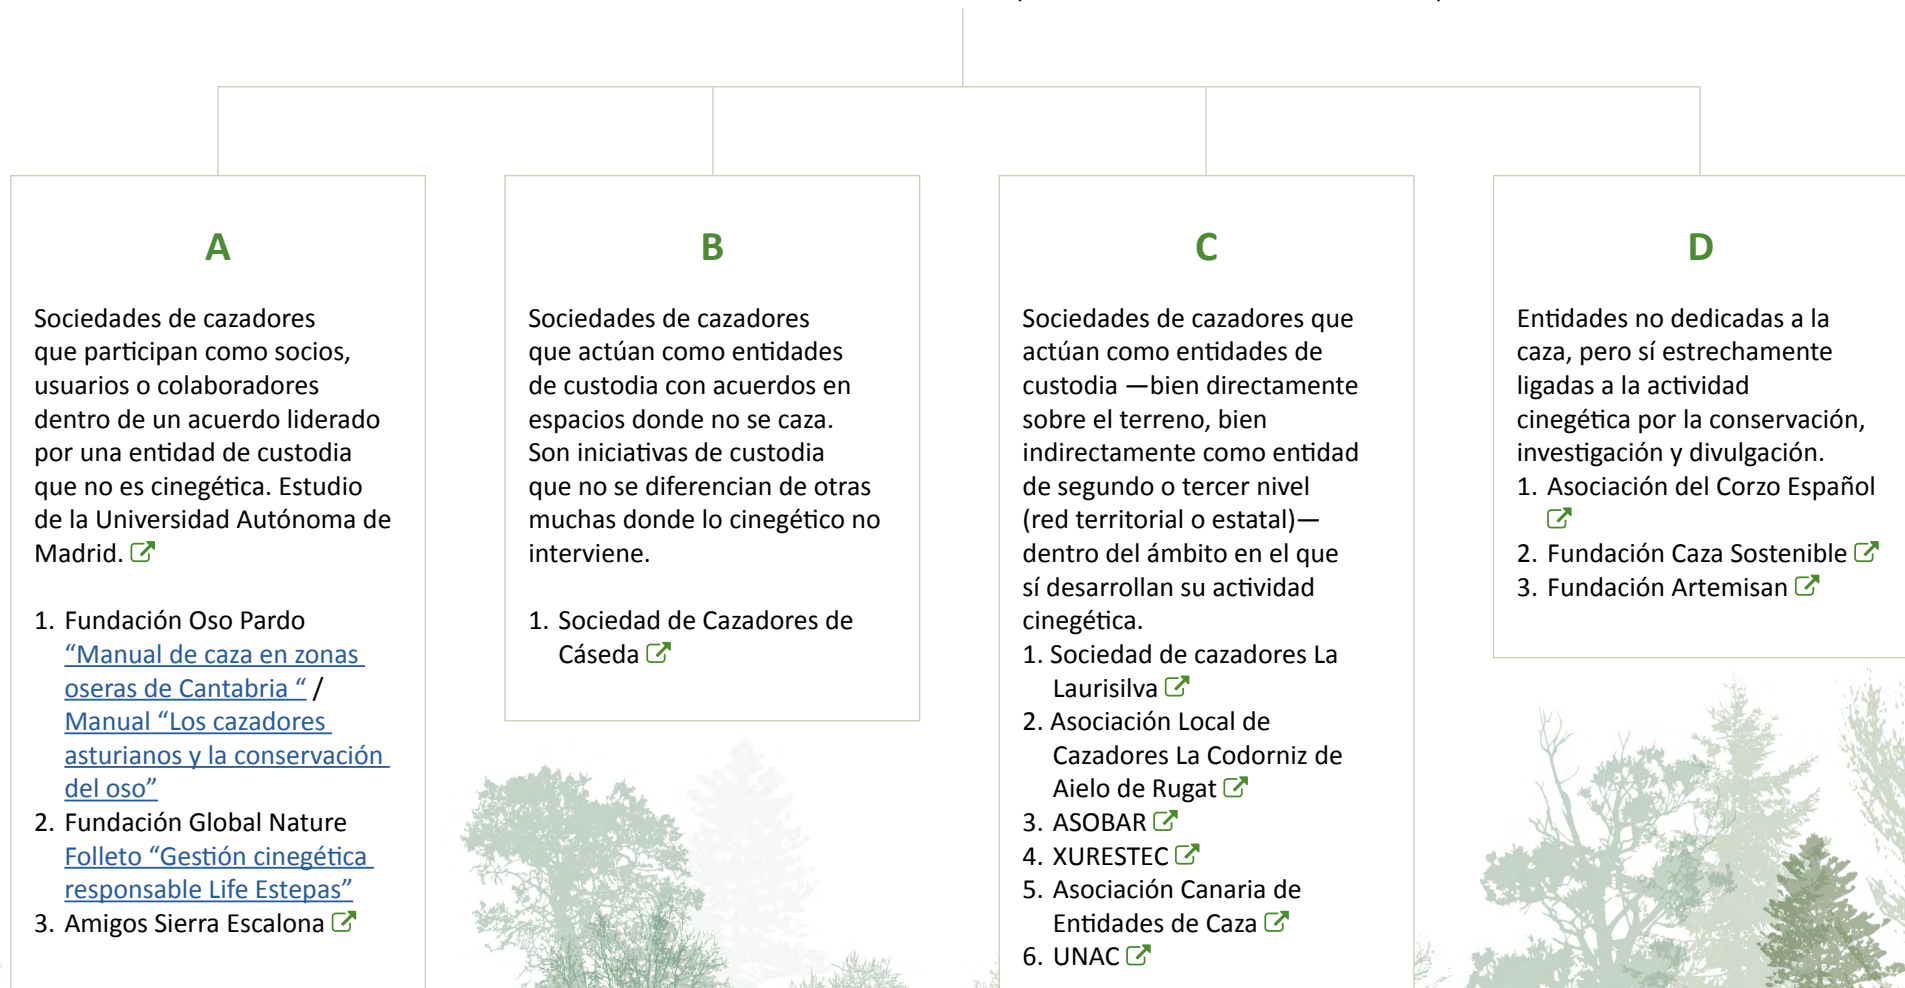 A
Sociedades de cazadores
que participan como socios,
usuarios o colaboradores
dentro de un acuerdo liderado
por una entidad de custodia
que no es cinegética. Estudio
de la Universidad Autónoma de
Madrid.
1. Fundación Oso Pardo
“Manual de caza en zonas
oseras de Cantabria “ /
Manual “Los cazadores
asturianos y la conservación
del oso”
2. Fundación Global Nature
Folleto “Gestión cinegética
responsable Life Estepas”
3. Amigos Sierra Escalona
B
Sociedades de cazadores
que actúan como entidades
de custodia con acuerdos en
espacios donde no se caza.
Son iniciativas de custodia
que no se diferencian de otras
muchas donde lo cinegético no
interviene.
1. Sociedad de Cazadores de
Cáseda
C
Sociedades de cazadores que
actúan como entidades de
custodia —bien directamente
sobre el terreno, bien
indirectamente como entidad
de segundo o tercer nivel
(red territorial o estatal)—
dentro del ámbito en el que
sí desarrollan su actividad
cinegética.
1. Sociedad de cazadores La
Laurisilva
2. Asociación Local de
Cazadores La Codorniz de
Aielo de Rugat
3. ASOBAR
4. XURESTEC
5. Asociación Canaria de
Entidades de Caza
6. UNAC
D
Entidades no dedicadas a la
caza, pero sí estrechamente
ligadas a la actividad
cinegética por la conservación,
investigación y divulgación.
1. Asociación del Corzo Español
2. Fundación Caza Sostenible
3. Fundación Artemisan